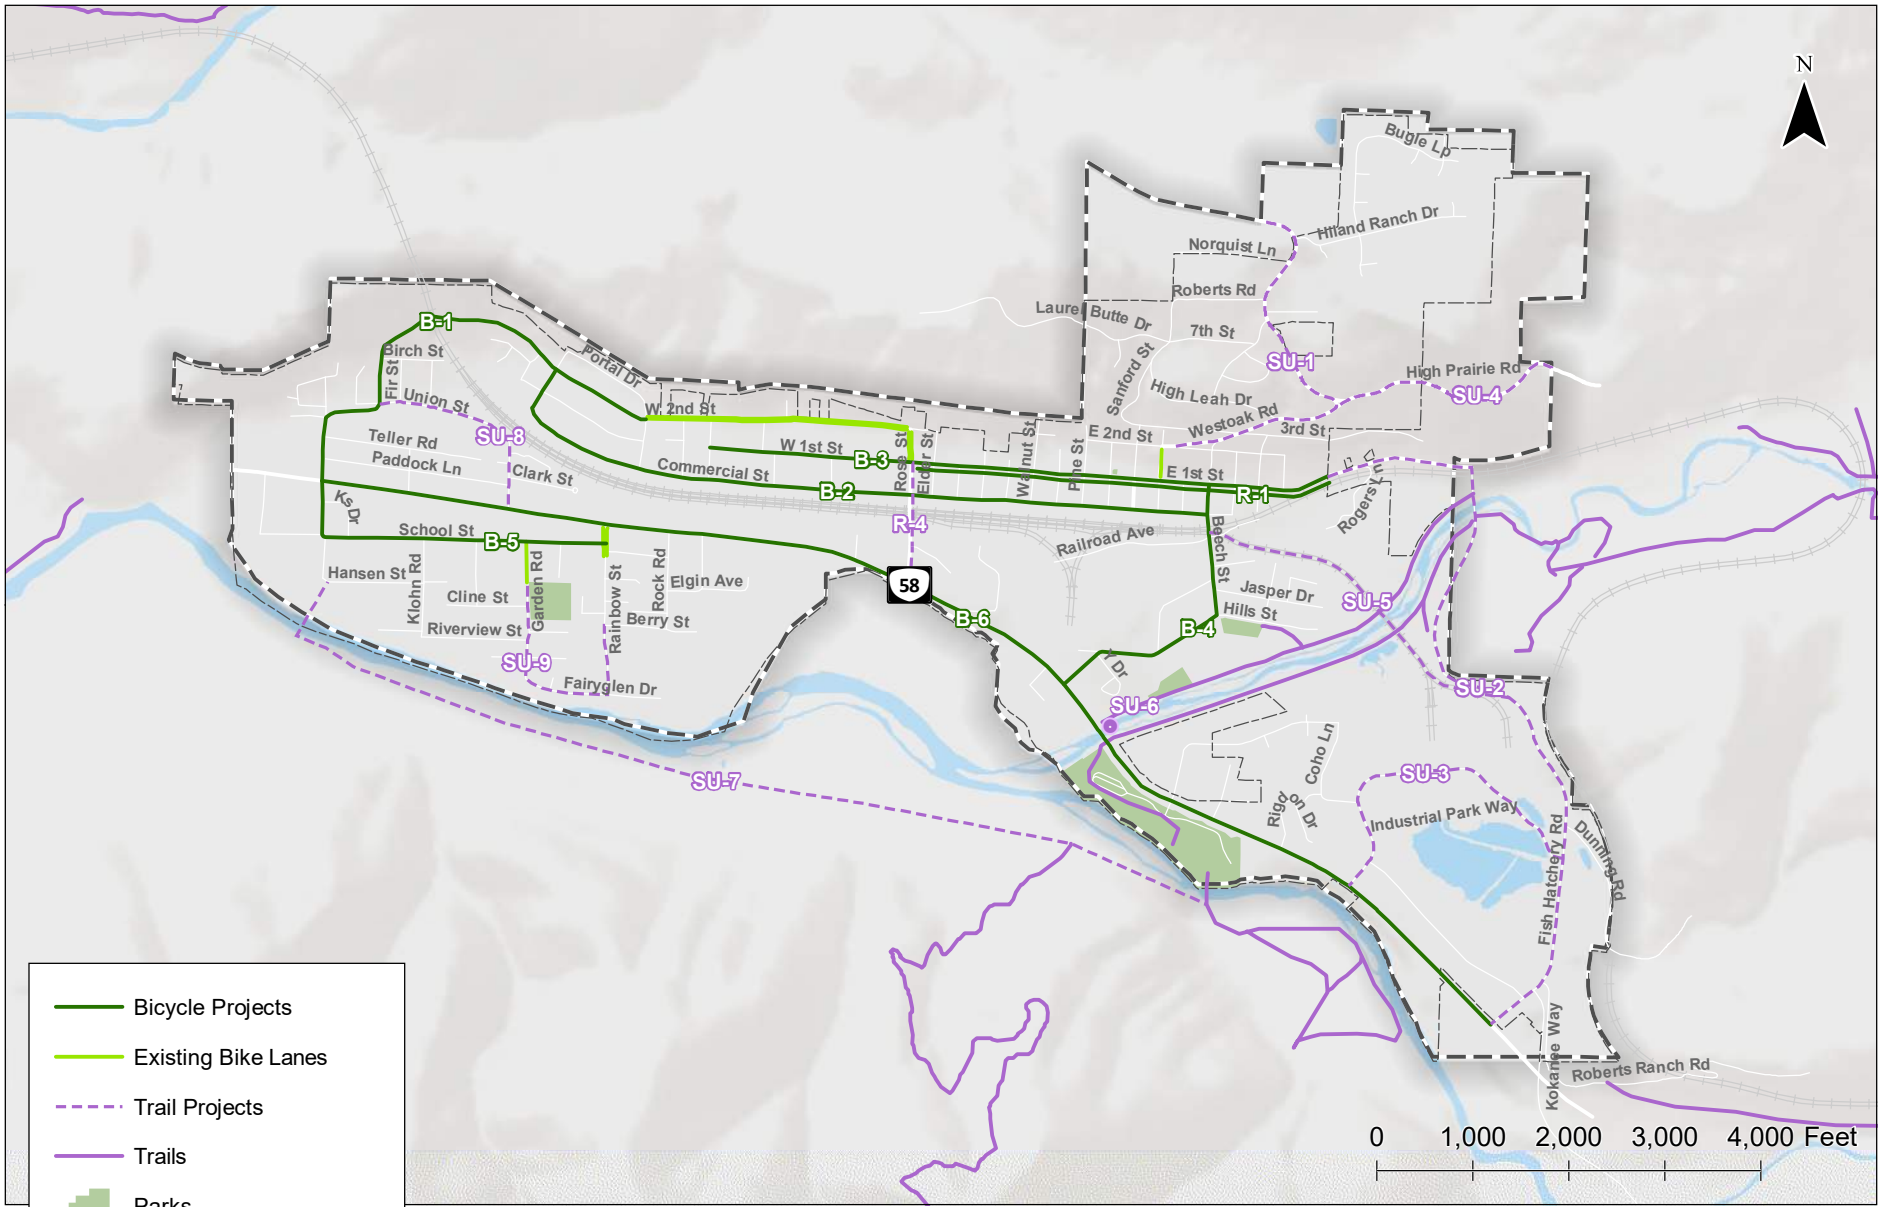 N
Bugle Lp
Hiland Ranch Dr
Norquist Ln
Roberts Rd
Laurel Butte Dr
7th St
B-1
Birch St
Portal Dr
Fir St
Union St
SU-1
High Prairie Rd
SU-4
Sanford St
High Leah Dr
Westoak Rd
3rd St
W 2nd St
E 2nd St
SU-8
Teller Rd
Paddock Ln
Clark St
W 1st St
B-3
Commercial St
B-2
Rose St
Elder St
Walnut St
Pine St
E 1st St
R-1
Rogers Ln
Ks Dr
School St
B-5
R-4
Railroad Ave
Beech St
Hansen St
Klohn Rd
Cline St
Garden Rd
Rainbow St
Rock Rd
Elgin Ave
58
Jasper Dr
Hills St
SU-5
Riverview St
Berry St
B-6
B-4
SU-9
Fairyglen Dr
Y Dr
SU-2
SU-6
SU-7
Coho Ln
SU-3
Rigdon Dr
Industrial Park Way
Fish Hatchery Rd
Dunning Rd
Kokanee Way
Roberts Ranch Rd
Bicycle Projects
Existing Bike Lanes
Trail Projects
Trails
Parks
0 1,000 2,000 3,000 4,000 Feet